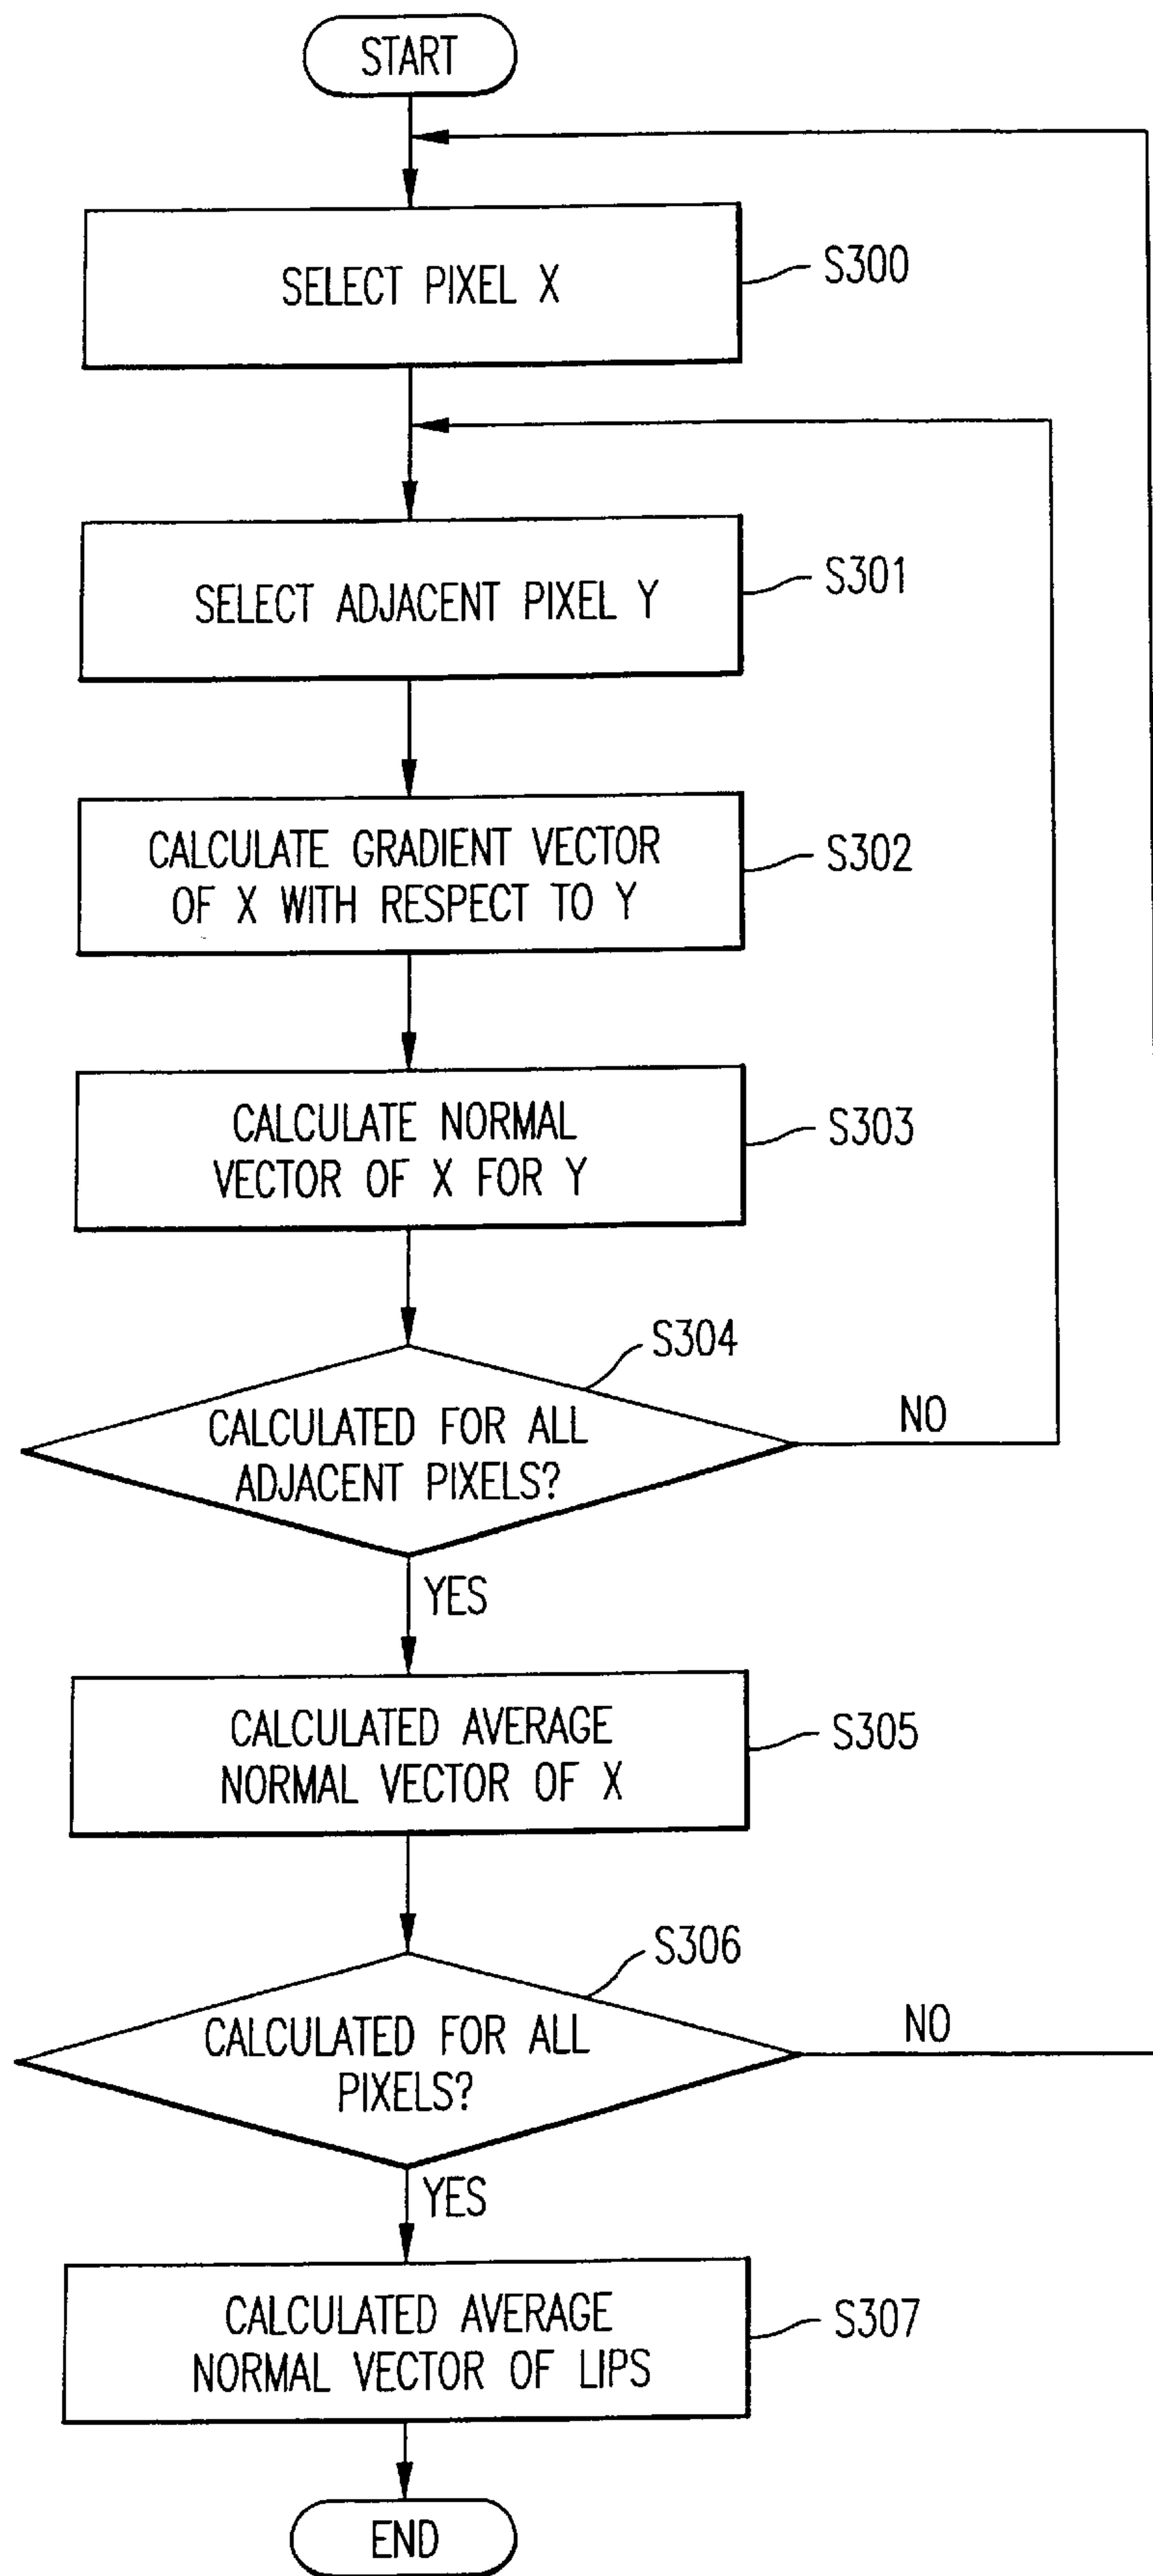 START
SELECT PIXEL X
S300
SELECT ADJACENT PIXEL Y
S301
CALCULATE GRADIENT VECTOR
OF X WITH RESPECT TO Y
S302
CALCULATE NORMAL
VECTOR OF X FOR Y
S303
S304
CALCULATED FOR ALL
ADJACENT PIXELS?
NO
YES
CALCULATED AVERAGE
NORMAL VECTOR OF X
S305
S306
CALCULATED FOR ALL
PIXELS?
NO
YES
CALCULATED AVERAGE
NORMAL VECTOR OF LIPS
S307
END